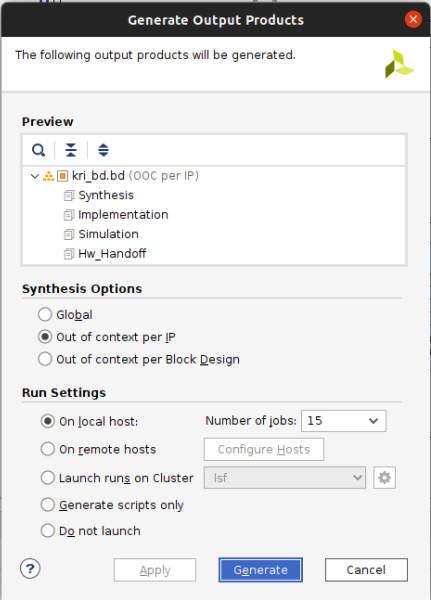 Generate Output Products
The following output products will be generated.
Preview
kri_bd.bd (OOC per IP)
Synthesis
Implementation
Simulation
Hw_Handoff
Synthesis Options
Global
Out of context per IP
Out of context per Block Design
Run Settings
On local host: Number of jobs: 15
On remote hosts Configure Hosts
Launch runs on Cluster lsf
Generate scripts only
Do not launch
? Apply Generate Cancel